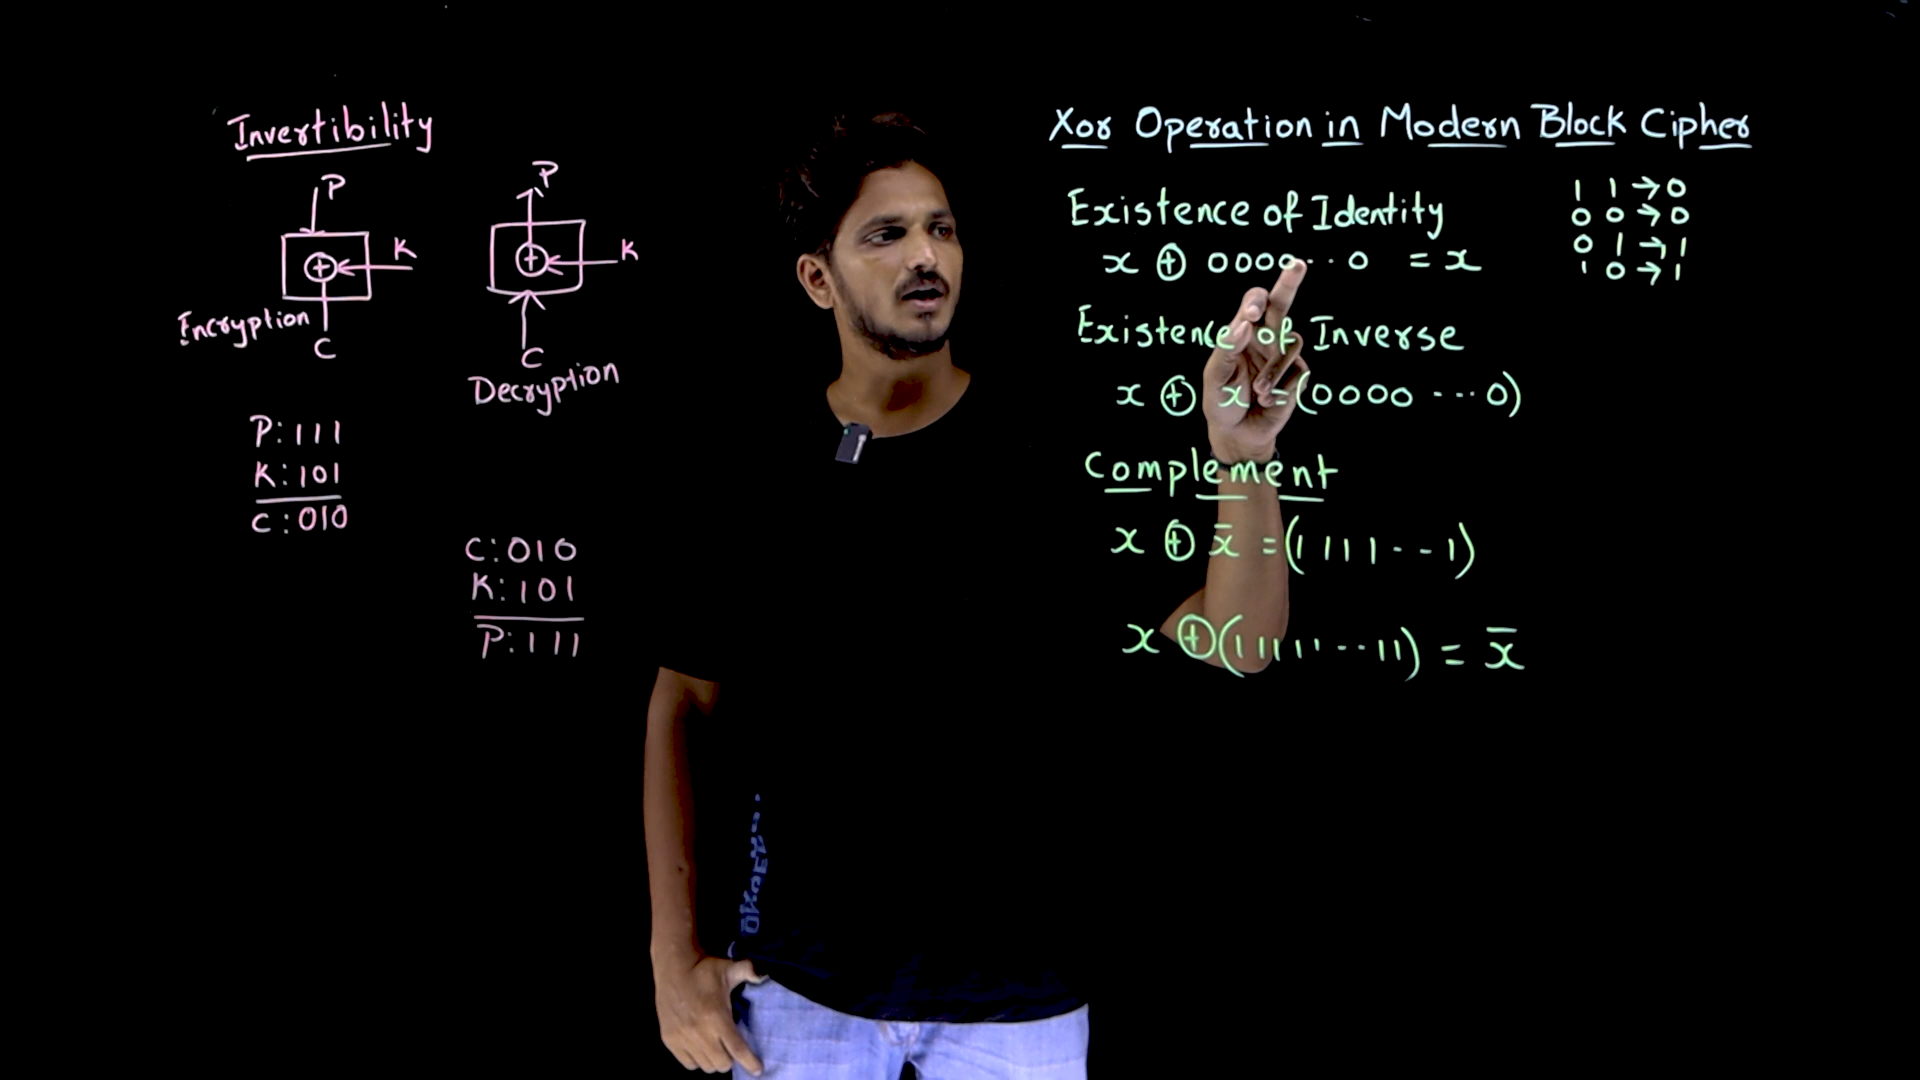 Invertibility
P
K
Encryption
C
P
K
C
Decryption
P: 111
K: 101
C: 010
C: 010
K: 101
P: 111
Xor Operation in Modern Block Cipher
Existence of Identity
x ⊕ 0000...0 = x
1 1 → 0
0 0 → 0
0 1 → 1
1 0 → 1
Existence of Inverse
x ⊕ x = (0000 ---0)
Complement
x ⊕ x̄ = (1111---1)
x ⊕ (11111--11) = x̄